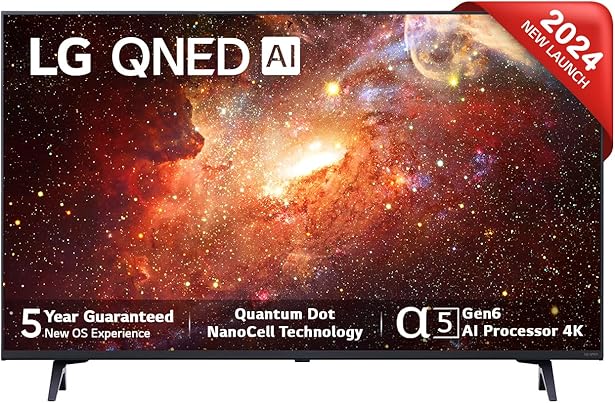 LG QNED AI
2024
NEW LAUNCH
5 Year Guaranteed
New OS Experience
Quantum Dot
NanoCell Technology
α5 Gen6
AI Processor 4K